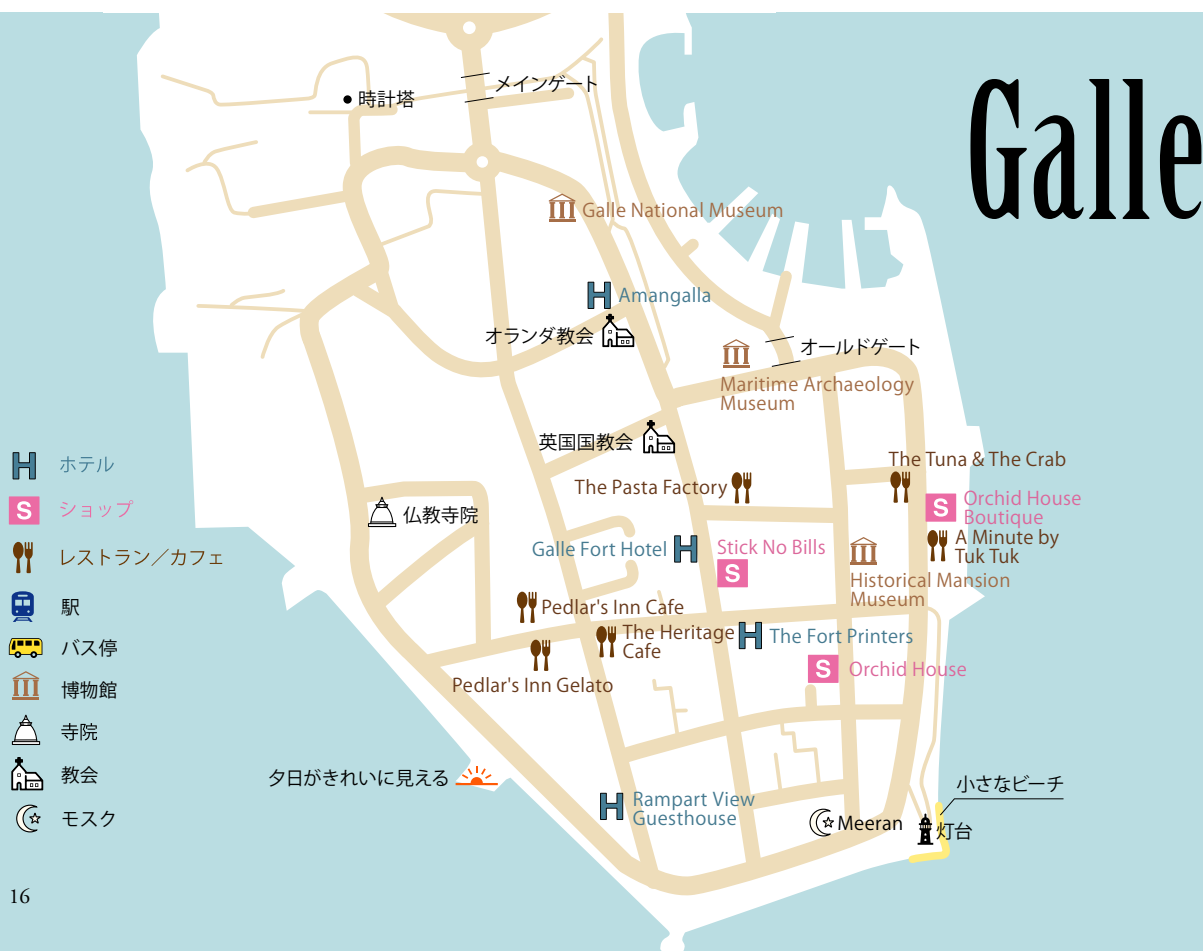 Galle
メインゲート
時計塔
Galle National Museum
Amangalla
オランダ教会
オールドゲート
Maritime Archaeology
Museum
英国国教会
The Tuna & The Crab
The Pasta Factory
Orchid House
Boutique
仏教寺院
A Minute by
Tuk Tuk
Galle Fort Hotel
H
Stick No Bills
S
Historical Mansion
Museum
Pedlar's Inn Cafe
The Heritage
Cafe
H
The Fort Printers
S
Orchid House
Pedlar's Inn Gelato
夕日がきれいに見える
小さなビーチ
H
Rampart View
Guesthouse
Meeran
灯台
H ホテル
S ショップ
レストラン／カフェ
駅
バス停
博物館
寺院
教会
モスク
16